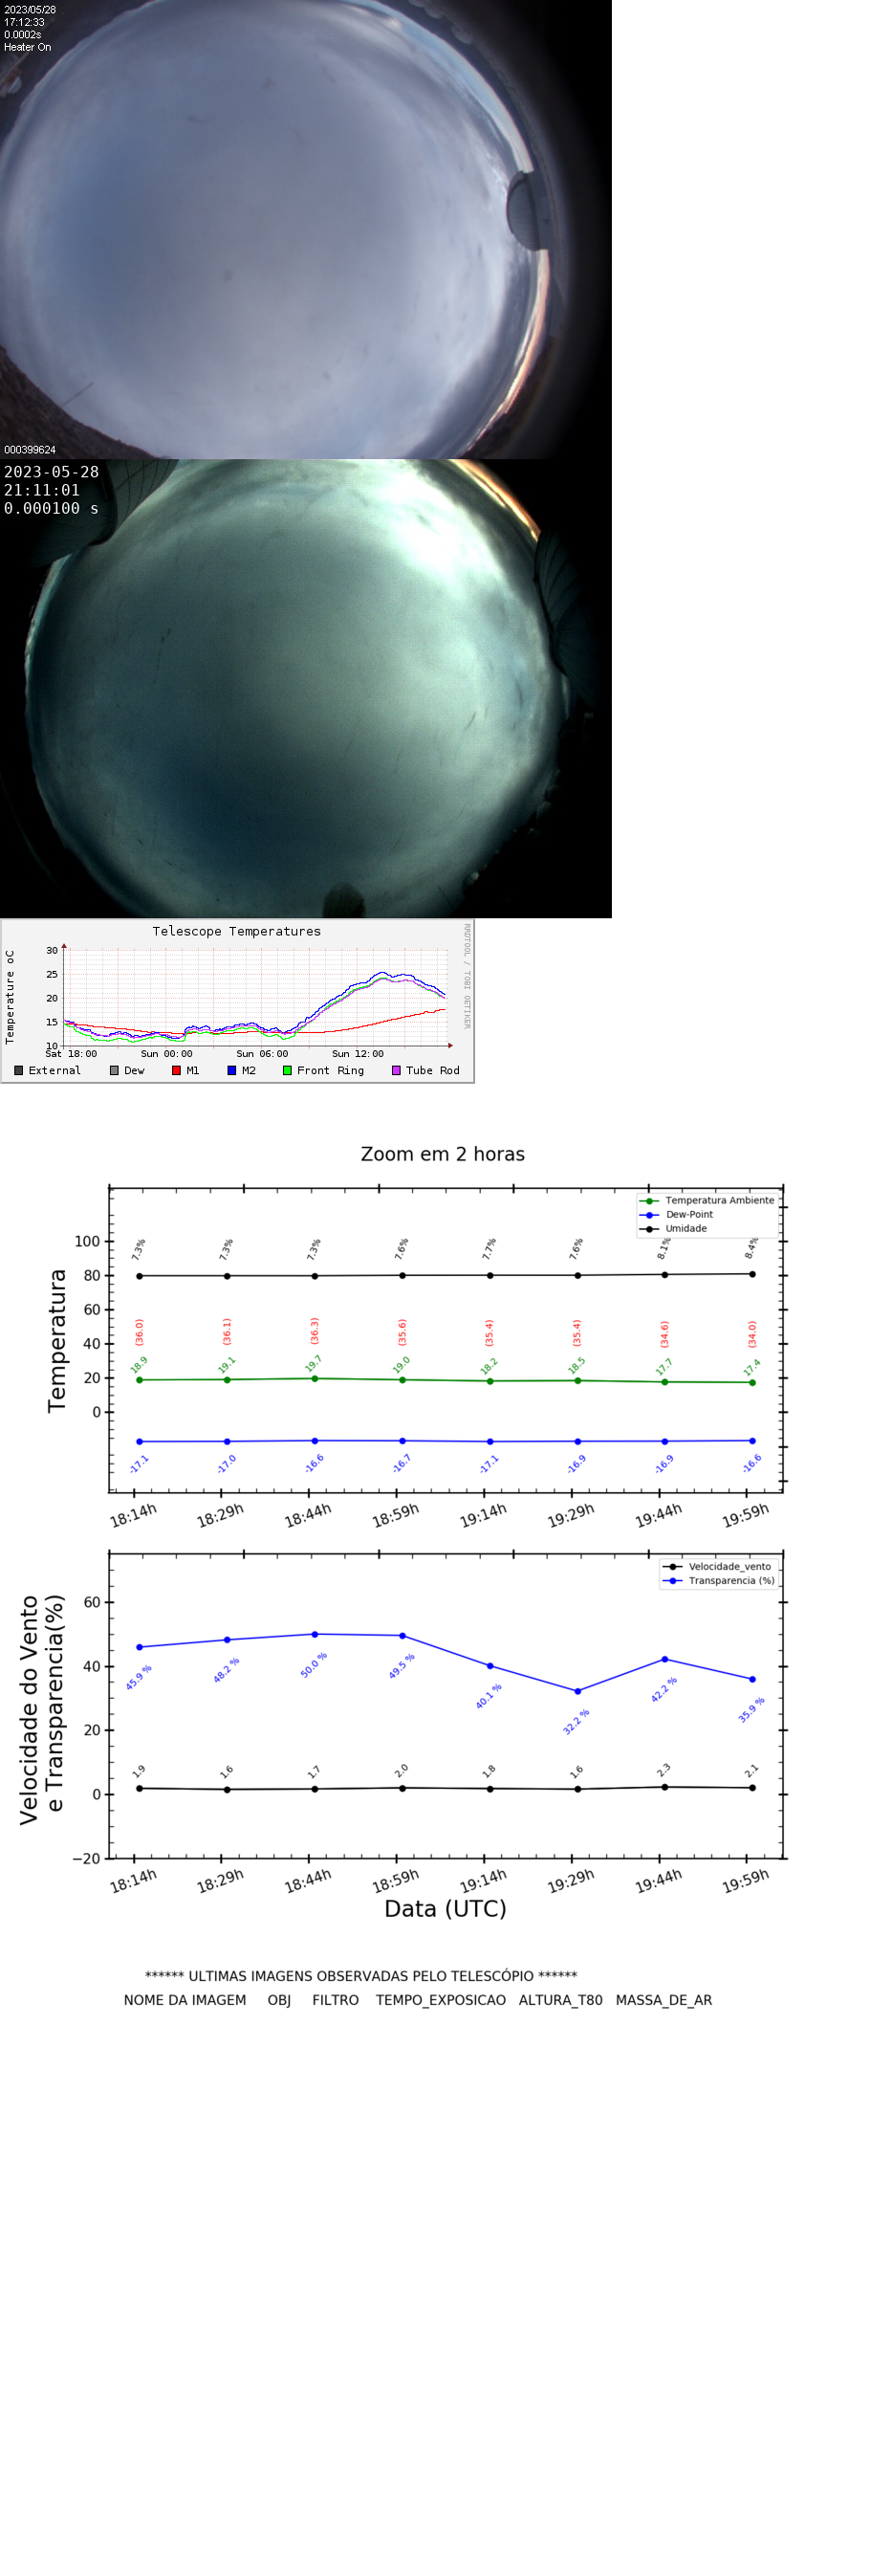 2023/05/28
17:12:33
0.0002s
Heater On
000399624
2023-05-28
21:11:01
0.000100 s
Telescope Temperatures
RRDTOOL / TOBI OETIKER
Temperature oC
30
25
20
15
10
Sat 18:00 Sun 00:00 Sun 06:00 Sun 12:00
External Dew M1 M2 Front Ring Tube Rod
Zoom em 2 horas
Temperatura Ambiente
Dew-Point
Umidade
Temperatura
100
80
60
40
20
0
7.3% 7.3% 7.3% 7.6% 7.7% 7.6% 8.1% 8.4%
(36.0) (36.1) (36.3) (35.6) (35.4) (35.4) (34.6) (34.0)
18.9 19.1 19.7 19.0 18.2 18.5 17.7 17.4
-17.1 -17.0 -16.6 -16.7 -17.1 -16.9 -16.9 -16.6
18:14h 18:29h 18:44h 18:59h 19:14h 19:29h 19:44h 19:59h
Velocidade_vento
Transparencia (%)
Velocidade do Vento
e Transparencia(%)
60
40
20
0
−20
45.9 % 48.2 % 50.0 % 49.5 % 40.1 % 32.2 % 42.2 % 35.9 %
1.9 1.6 1.7 2.0 1.8 1.6 2.3 2.1
18:14h 18:29h 18:44h 18:59h 19:14h 19:29h 19:44h 19:59h
Data (UTC)
****** ULTIMAS IMAGENS OBSERVADAS PELO TELESCÓPIO ******
NOME DA IMAGEM OBJ FILTRO TEMPO_EXPOSICAO ALTURA_T80 MASSA_DE_AR